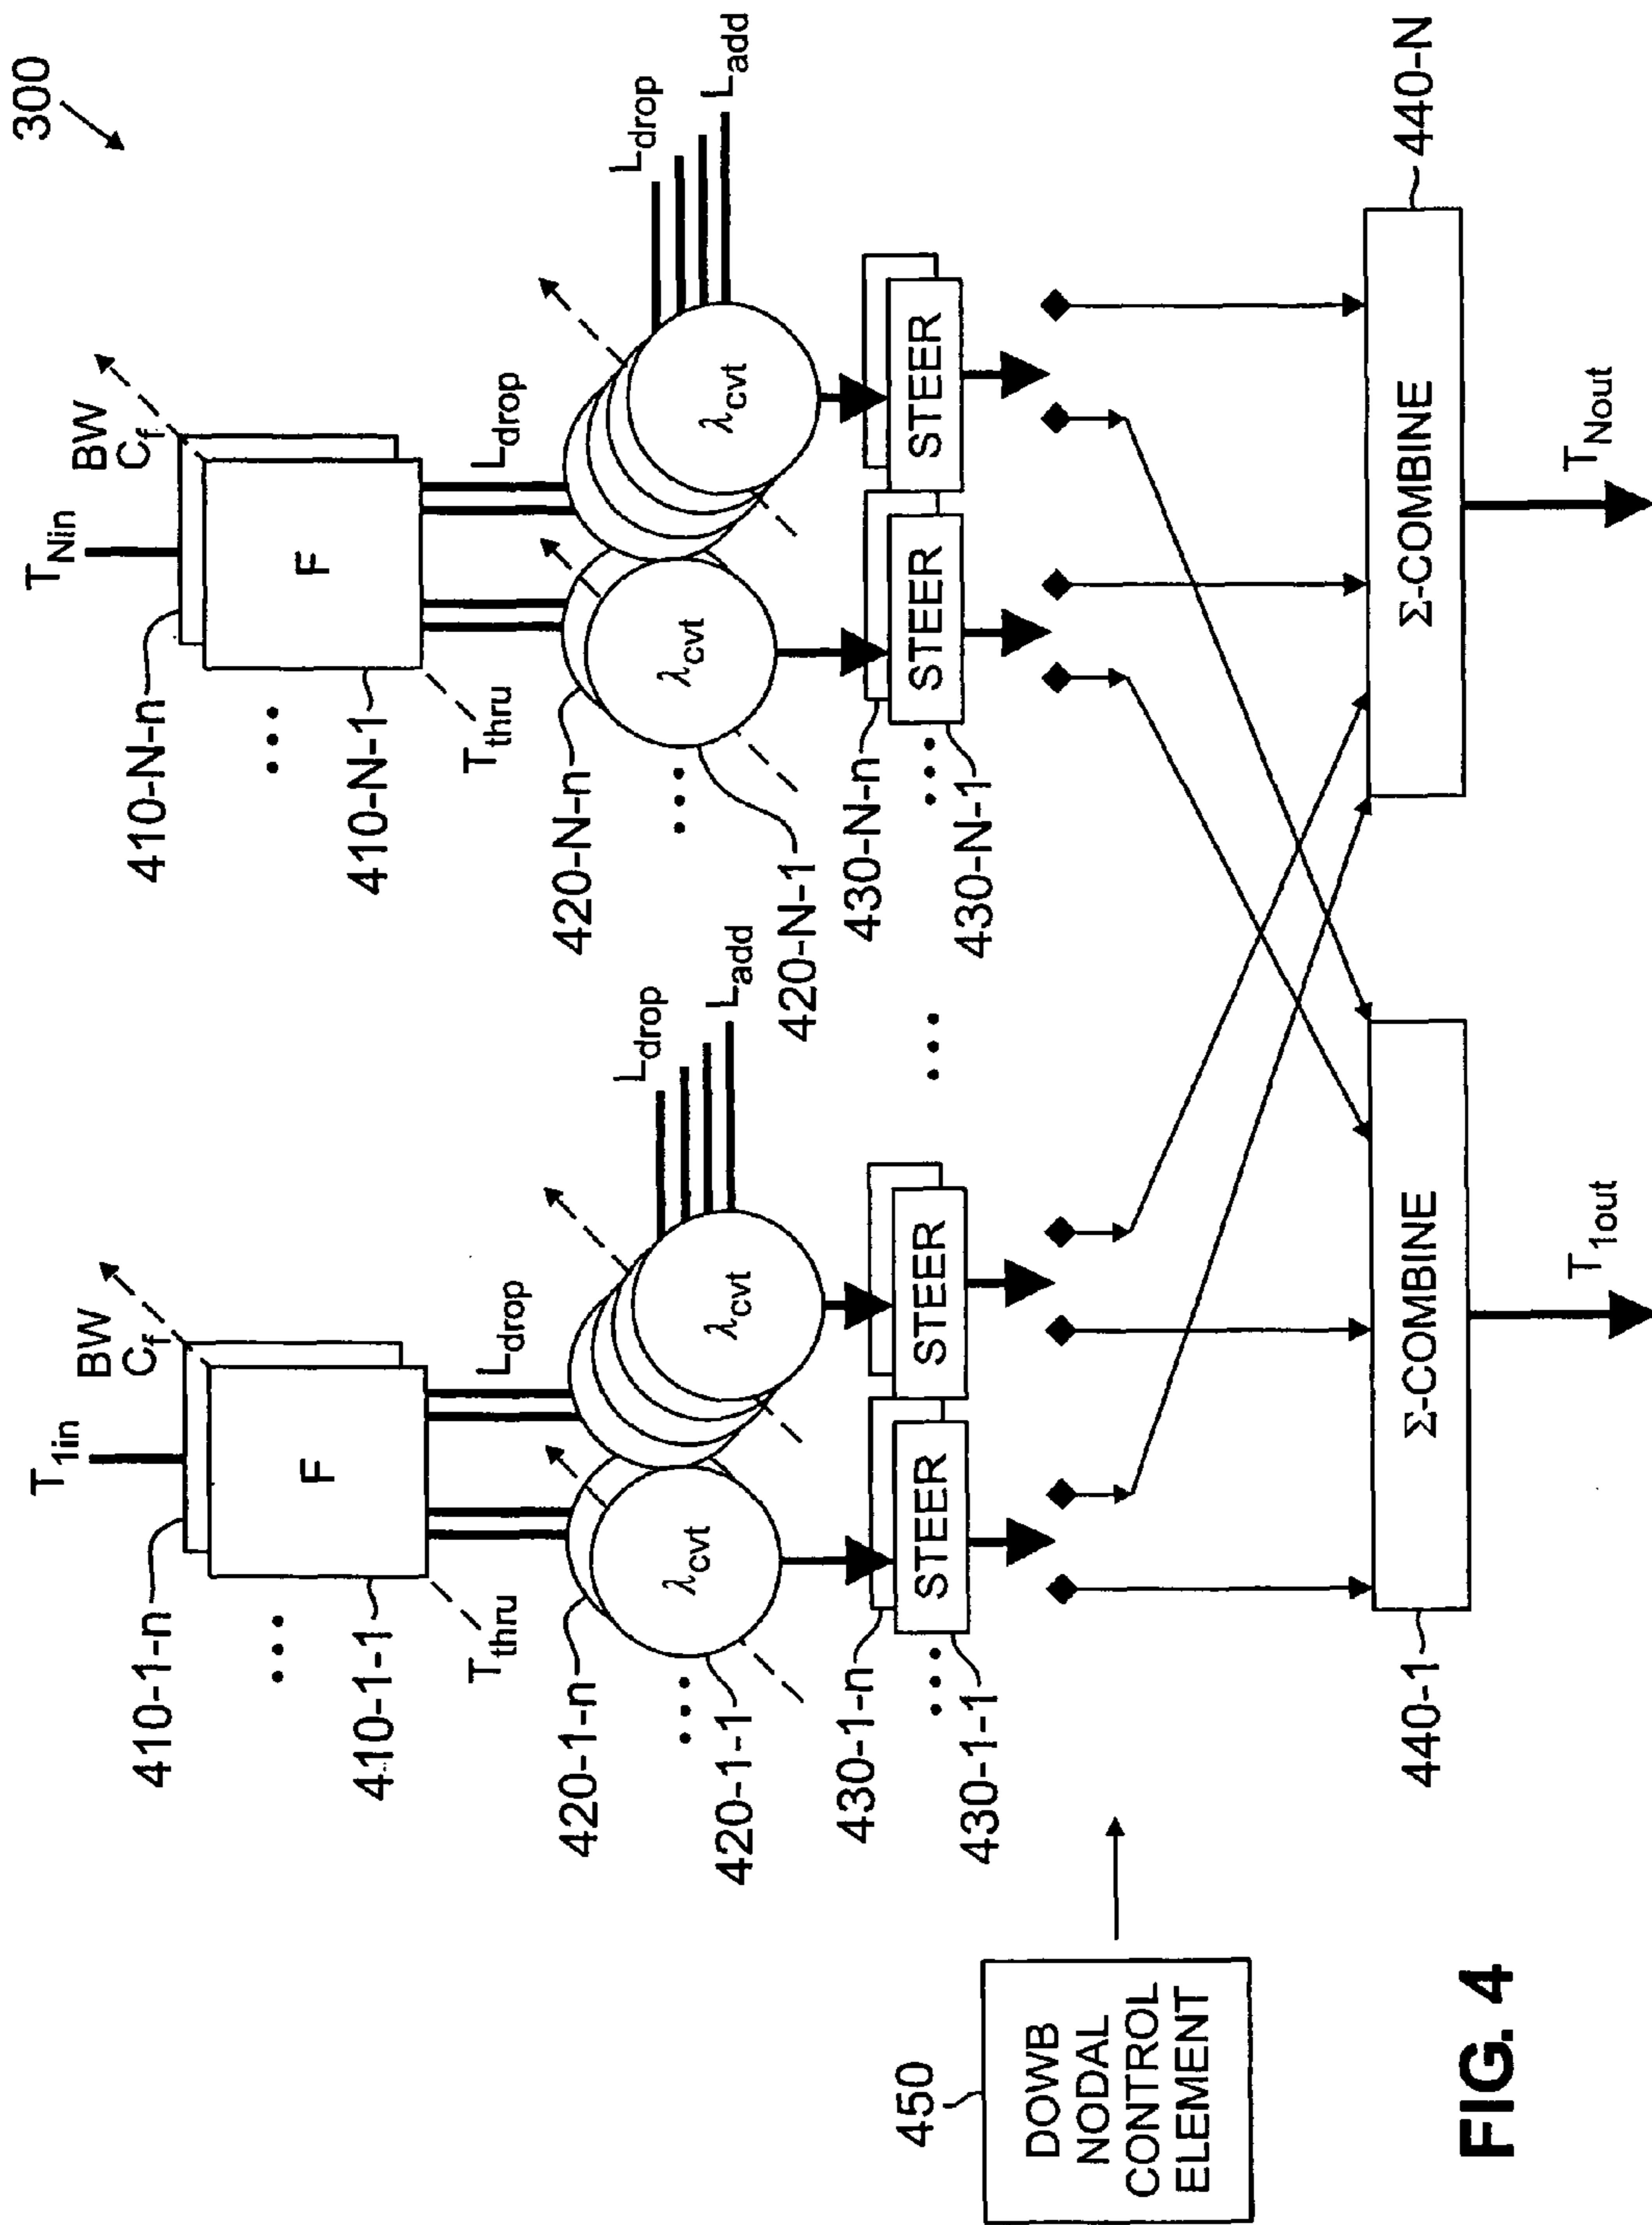 300
T1in
BW
Cf
410-1-n
F
• • •
410-1-1
Tthru
Ldrop
420-1-n
λcvt
λcvt
Ldrop
Ladd
• • •
420-1-1
430-1-n
STEER
STEER
• • •
430-1-1
• • •
TNin
BW
Cf
410-N-n
F
• • •
410-N-1
Tthru
Ldrop
420-N-n
λcvt
λcvt
Ldrop
Ladd
• • •
420-N-1
430-N-n
STEER
STEER
• • •
430-N-1
450
DOWB
NODAL
CONTROL
ELEMENT
Σ-COMBINE
440-1
T1out
Σ-COMBINE
440-N
TNout
FIG. 4